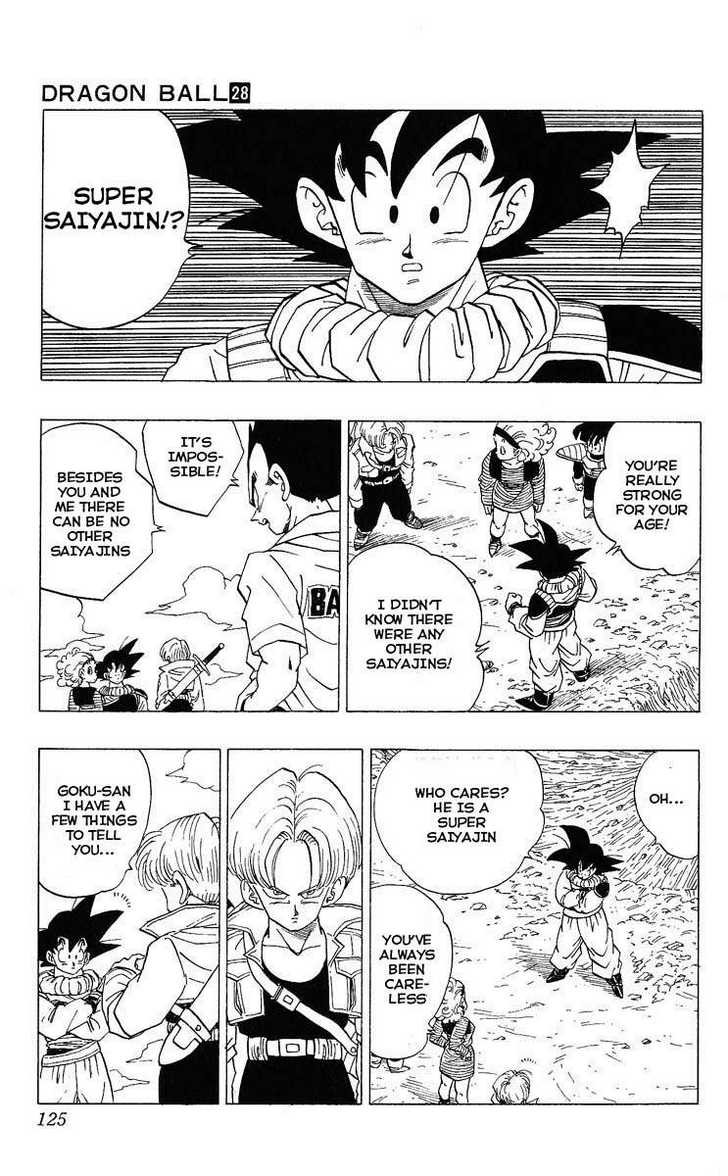 DRAGON BALL 28
SUPER
SAIYAJIN!?
YOU'RE
REALLY
STRONG
FOR YOUR
AGE!
I DIDN'T
KNOW THERE
WERE ANY
OTHER
SAIYAJINS!
IT'S
IMPOS-
SIBLE!
BESIDES
YOU AND
ME THERE
CAN BE NO
OTHER
SAIYAJINS
BA
OH...
WHO CARES?
HE IS A
SUPER
SAIYAJIN
YOU'VE
ALWAYS
BEEN
CARE-
LESS
GOKU-SAN
I HAVE A
FEW THINGS
TO TELL
YOU...
125